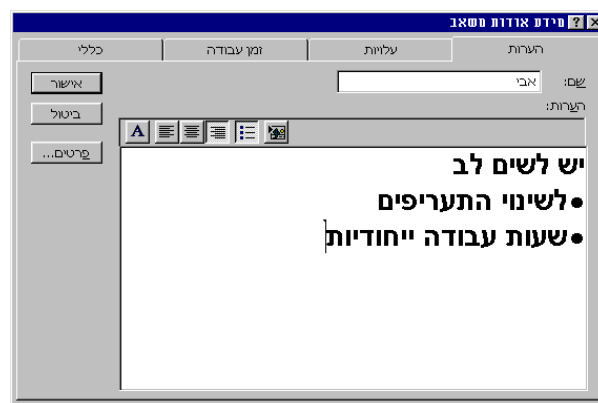 מידע אודות משאב
הערות
עלויות
זמן עבודה
כללי
שם: אבי
הערות:
אישור
ביטול
פרטים...
A
יש לשים לב
•לשינוי התעריפים
•שעות עבודה ייחודיות